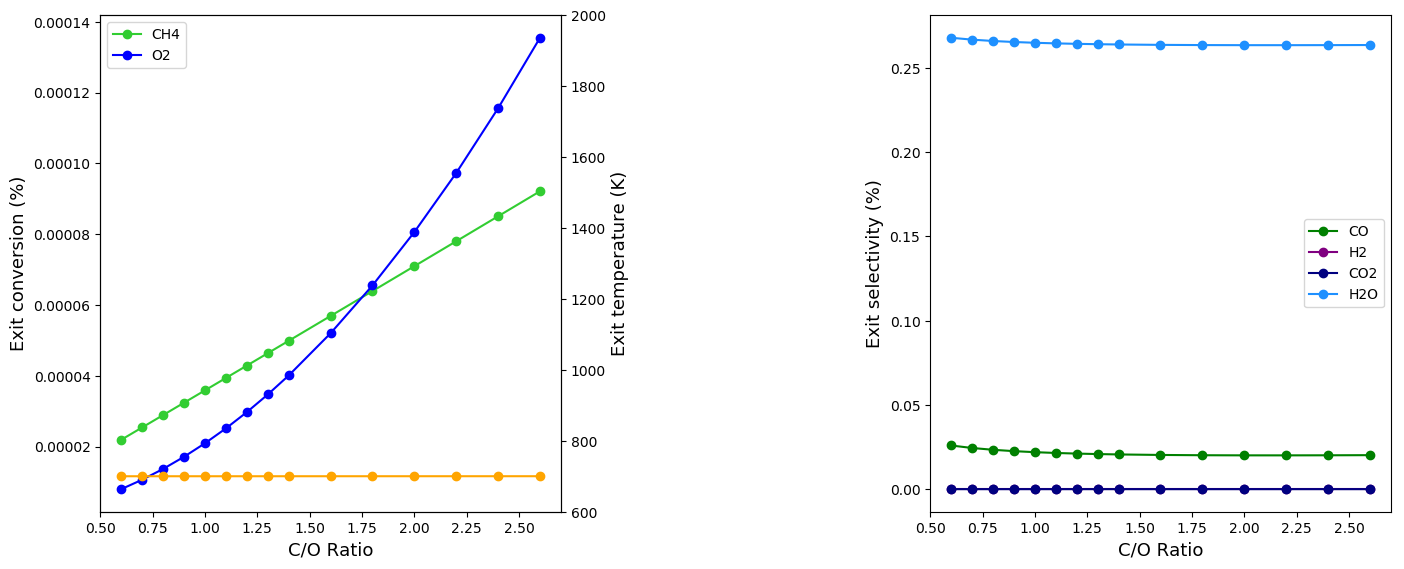 0.00014
0.00012
0.00010
0.00008
0.00006
0.00004
0.00002
Exit conversion (%)
CH4
O2
2000
1800
1600
1400
1200
1000
800
600
Exit temperature (K)
0.50 0.75 1.00 1.25 1.50 1.75 2.00 2.25 2.50
C/O Ratio
0.25
0.20
0.15
0.10
0.05
0.00
Exit selectivity (%)
CO
H2
CO2
H2O
0.50 0.75 1.00 1.25 1.50 1.75 2.00 2.25 2.50
C/O Ratio